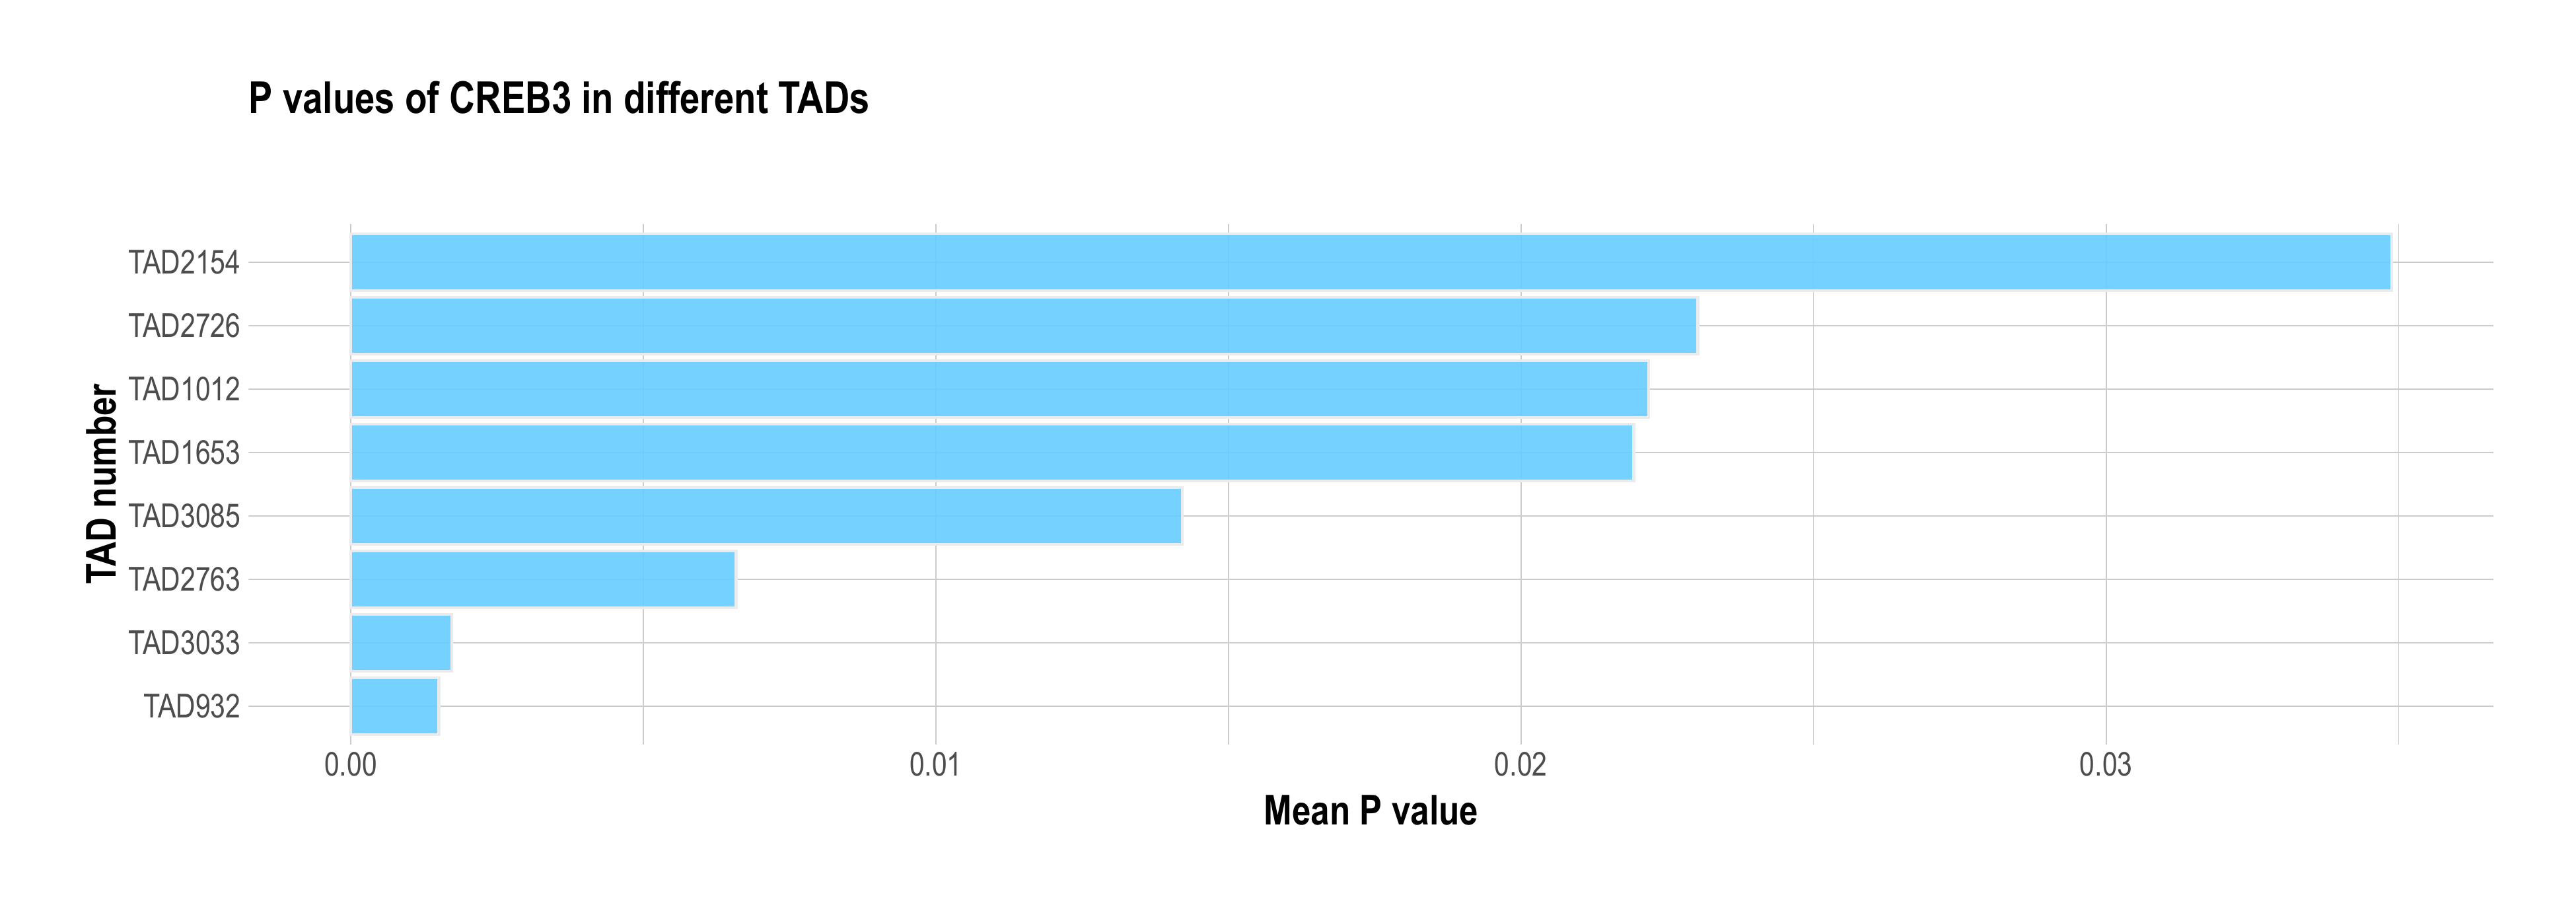 P values of CREB3 in different TADs
TAD number
TAD2154
TAD2726
TAD1012
TAD1653
TAD3085
TAD2763
TAD3033
TAD932
0.00 0.01 0.02 0.03
Mean P value